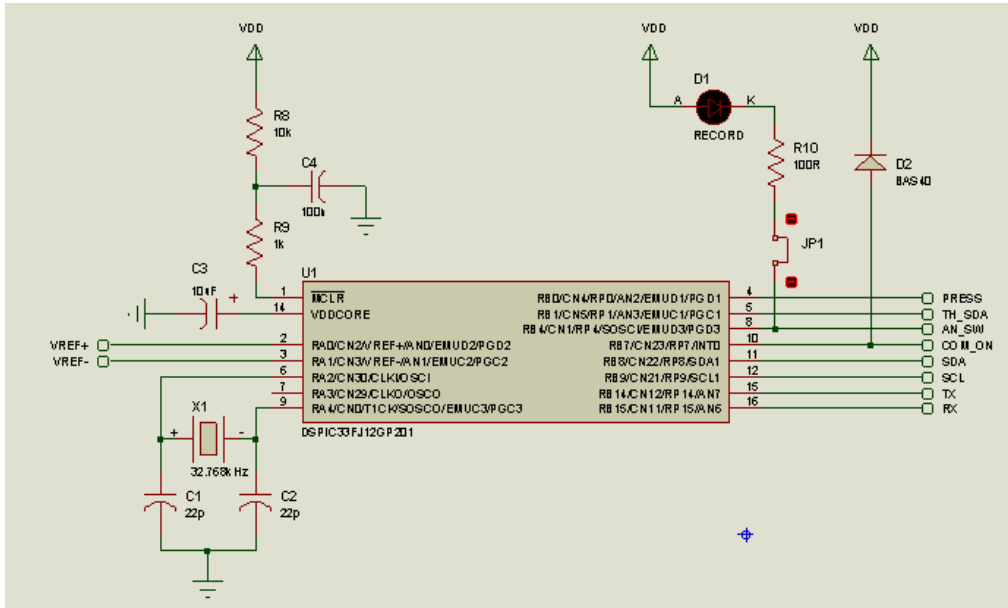 VDD
VDD
VDD
D1
A
K
RECORD
R8
10k
C4
100n
R10
100R
D2
BAS40
R9
1k
JP1
C3
10uF
+
U1
1
MCLR
14
VDDCORE
VREF+
2
RA0/CN2/VREF+/AN0/EMUD2/PGD2
VREF-
3
RA1/CN3/VREF-/AN1/EMUC2/PGC2
6
RA2/CN30/CLKI/OSCI
7
RA3/CN29/CLKO/OSCO
9
RA4/CN0/T1CK/SOSCO/EMUC3/PGC3
RB0/CN4/RP0/AN2/EMUD1/PGD1
4
PRESS
RB1/CN5/RP1/AN3/EMUC1/PGC1
5
TH_SDA
RB4/CN1/RP4/SOSCI/EMUD3/PGD3
8
AN_SW
RB7/CN23/RP7/INT0
10
COM_ON
RB8/CN22/RP8/SDA1
11
SDA
RB9/CN21/RP9/SCL1
12
SCL
RB14/CN12/RP14/AN7
15
TX
RB15/CN11/RP15/AN6
16
RX
DSPIC33FJ12GP201
X1
+
-
32.768kHz
C1
22p
C2
22p